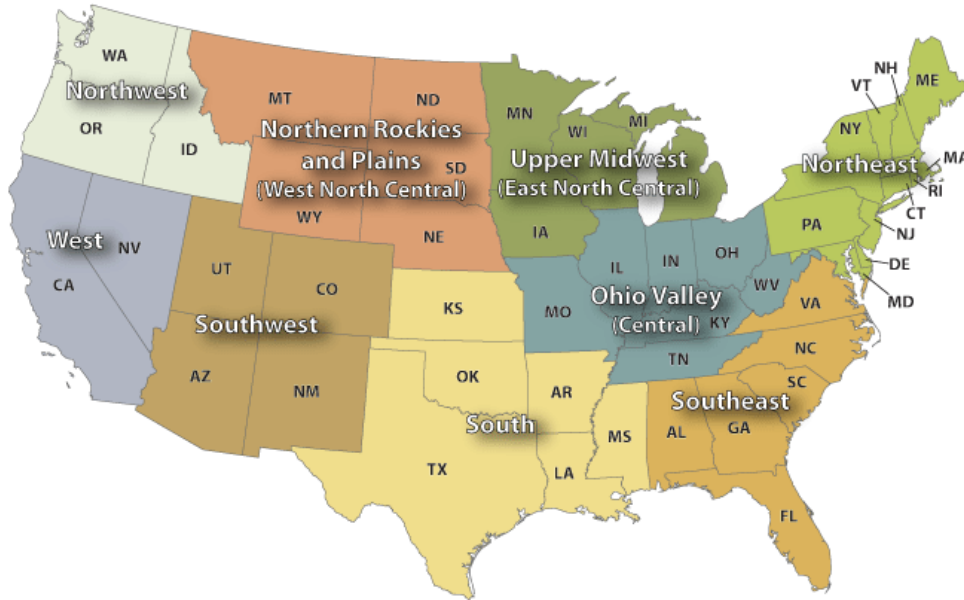 WA
Northwest
OR
ID
MT
ND
Northern Rockies
and Plains
(West North Central)
SD
WY
NE
MN
WI
MI
Upper Midwest
(East North Central)
IA
NH
VT
ME
NY
Northeast
MA
RI
CT
PA
NJ
DE
MD
West
NV
CA
UT
CO
Southwest
AZ
NM
KS
OK
AR
South
TX
LA
MS
IL
IN
OH
WV
Ohio Valley
(Central)
MO
KY
TN
VA
NC
SC
Southeast
AL
GA
FL